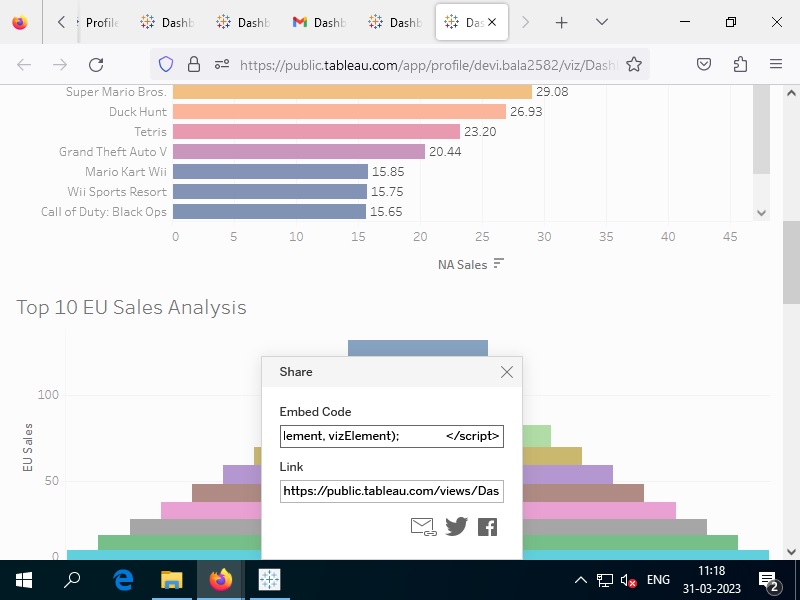 Profile
Dashb
Dashb
Dashb
Dashb
Das
https://public.tableau.com/app/profile/devi.bala2582/viz/Dash
Super Mario Bros. 29.08
Duck Hunt 26.93
Tetris 23.20
Grand Theft Auto V 20.44
Mario Kart Wii 15.85
Wii Sports Resort 15.75
Call of Duty: Black Ops 15.65
0 5 10 15 20 25 30 35 40 45
NA Sales
Top 10 EU Sales Analysis
EU Sales
100
50
0
Share
Embed Code
lement, vizElement); </script>
Link
https://public.tableau.com/views/Das
ENG
11:18
31-03-2023
2